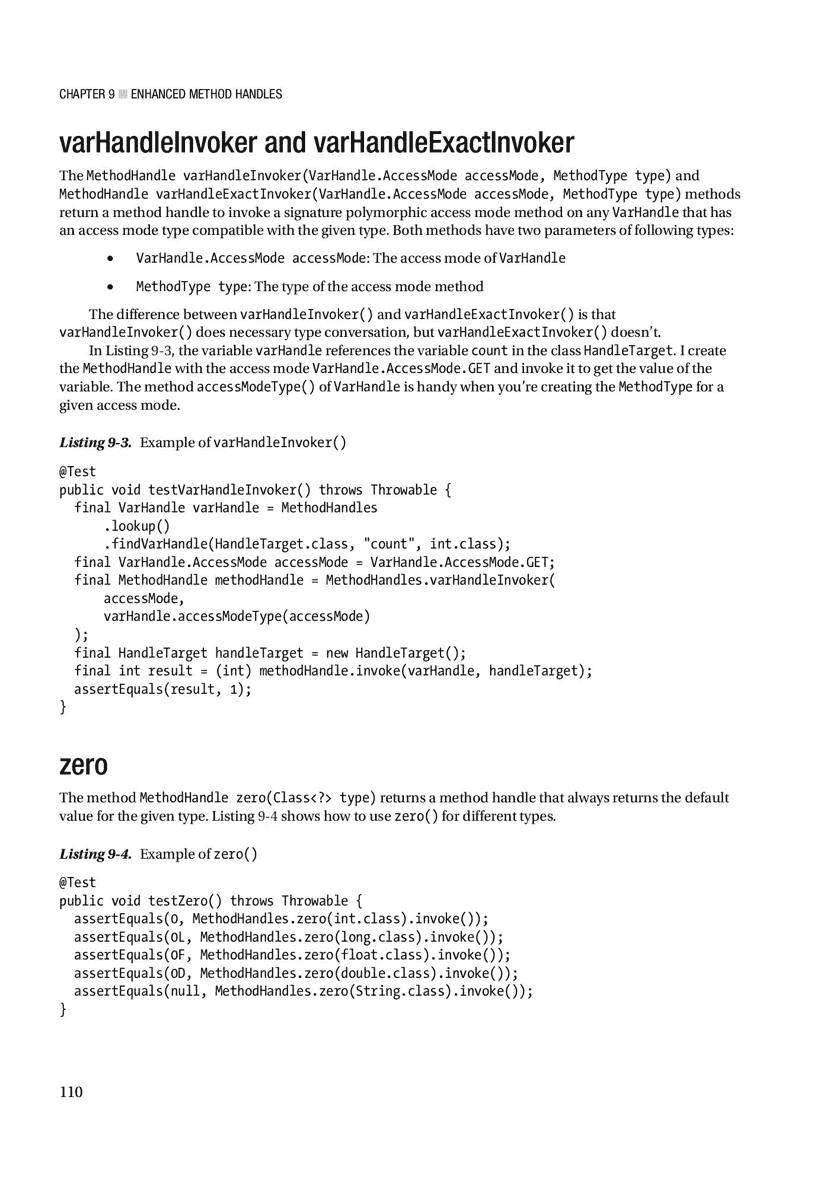 CHAPTER 9 ENHANCED METHOD HANDLES
varHandleInvoker and varHandleExactInvoker
The MethodHandle varHandleInvoker(VarHandle.AccessMode accessMode, MethodType type) and
MethodHandle varHandleExactInvoker(VarHandle.AccessMode accessMode, MethodType type) methods
return a method handle to invoke a signature polymorphic access mode method on any VarHandle that has
an access mode type compatible with the given type. Both methods have two parameters of following types:
• VarHandle.AccessMode accessMode: The access mode of VarHandle
• MethodType type: The type of the access mode method
The difference between varHandleInvoker() and varHandleExactInvoker() is that
varHandleInvoker() does necessary type conversation, but varHandleExactInvoker() doesn't.
In Listing 9-3, the variable varHandle references the variable count in the class HandleTarget. I create
the MethodHandle with the access mode VarHandle.AccessMode.GET and invoke it to get the value of the
variable. The method accessModeType() of VarHandle is handy when you're creating the MethodType for a
given access mode.
Listing 9-3. Example of varHandleInvoker()
@Test
public void testVarHandleInvoker() throws Throwable {
final VarHandle varHandle = MethodHandles
.lookup()
.findVarHandle(HandleTarget.class, "count", int.class);
final VarHandle.AccessMode accessMode = VarHandle.AccessMode.GET;
final MethodHandle methodHandle = MethodHandles.varHandleInvoker(
accessMode,
varHandle.accessModeType(accessMode)
);
final HandleTarget handleTarget = new HandleTarget();
final int result = (int) methodHandle.invoke(varHandle, handleTarget);
assertEquals(result, 1);
}
zero
The method MethodHandle zero(Class<?> type) returns a method handle that always returns the default
value for the given type. Listing 9-4 shows how to use zero() for different types.
Listing 9-4. Example of zero()
@Test
public void testZero() throws Throwable {
assertEquals(0, MethodHandles.zero(int.class).invoke());
assertEquals(0L, MethodHandles.zero(long.class).invoke());
assertEquals(0F, MethodHandles.zero(float.class).invoke());
assertEquals(0D, MethodHandles.zero(double.class).invoke());
assertEquals(null, MethodHandles.zero(String.class).invoke());
}
110